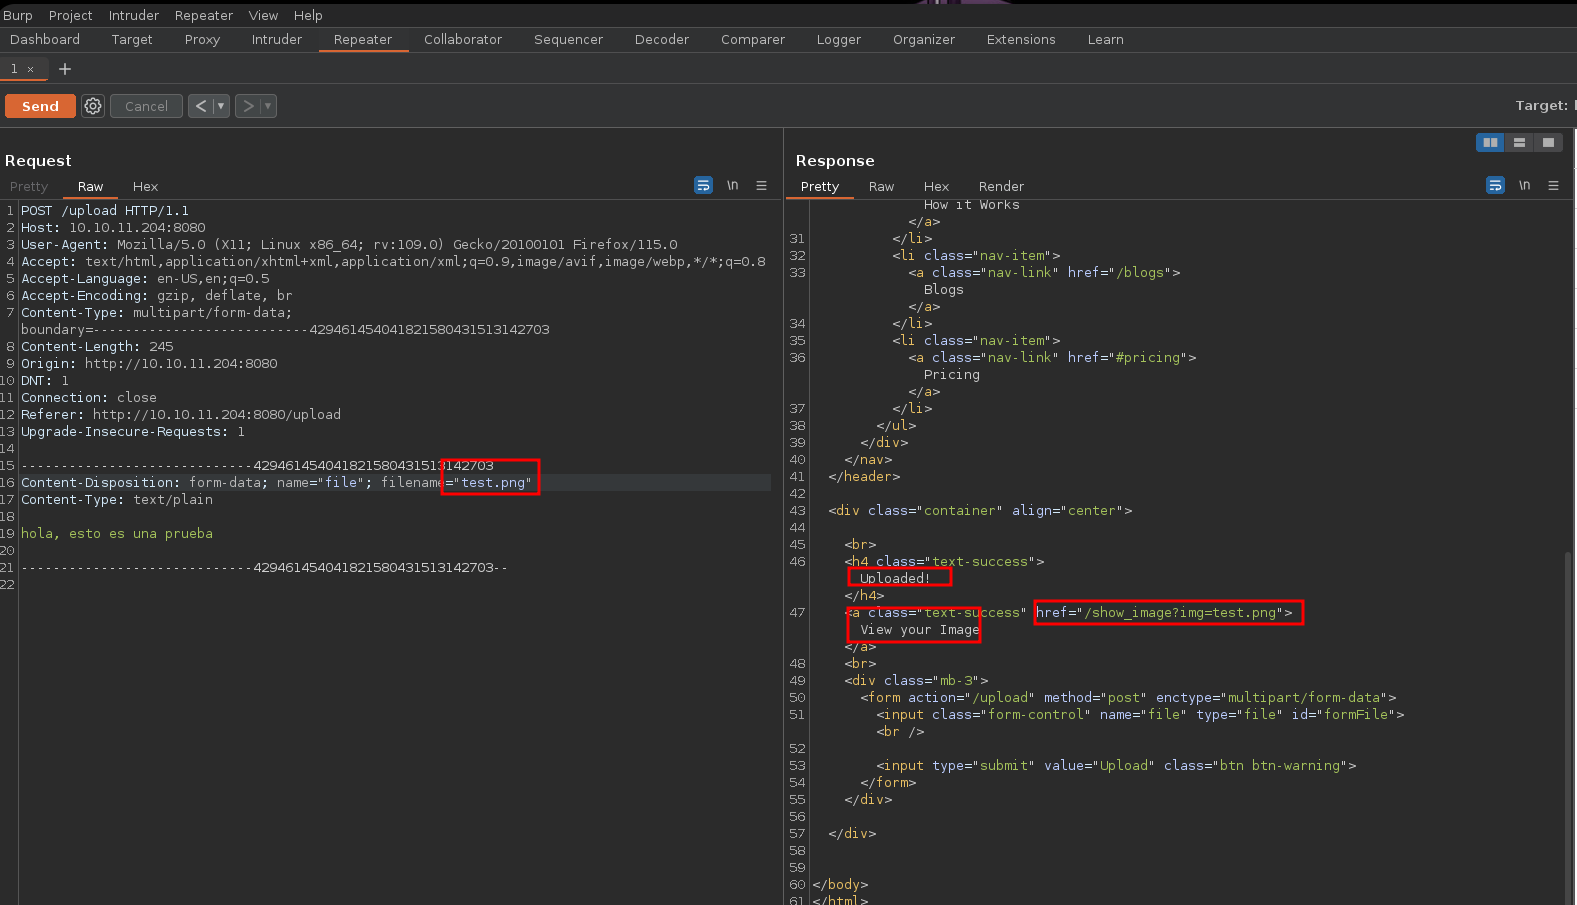 Burp Project Intruder Repeater View Help
Dashboard Target Proxy Intruder Repeater Collaborator Sequencer Decoder Comparer Logger Organizer Extensions Learn
1 × +
Send Cancel < ▾ > ▾ Target:
Request
Pretty Raw Hex \n
1 POST /upload HTTP/1.1
2 Host: 10.10.11.204:8080
3 User-Agent: Mozilla/5.0 (X11; Linux x86_64; rv:109.0) Gecko/20100101 Firefox/115.0
4 Accept: text/html,application/xhtml+xml,application/xml;q=0.9,image/avif,image/webp,*/*;q=0.8
5 Accept-Language: en-US,en;q=0.5
6 Accept-Encoding: gzip, deflate, br
7 Content-Type: multipart/form-data;
boundary=---------------------------429461454041821580431513142703
8 Content-Length: 245
9 Origin: http://10.10.11.204:8080
10 DNT: 1
11 Connection: close
12 Referer: http://10.10.11.204:8080/upload
13 Upgrade-Insecure-Requests: 1
14
15 -----------------------------429461454041821580431513142703
16 Content-Disposition: form-data; name="file"; filename="test.png"
17 Content-Type: text/plain
18
19 hola, esto es una prueba
20
21 -----------------------------429461454041821580431513142703--
22
Response
Pretty Raw Hex Render \n
How it Works
</a>
31 </li>
32 <li class="nav-item">
33 <a class="nav-link" href="/blogs">
Blogs
</a>
34 </li>
35 <li class="nav-item">
36 <a class="nav-link" href="#pricing">
Pricing
</a>
37 </li>
38 </ul>
39 </div>
40 </nav>
41 </header>
42
43 <div class="container" align="center">
44
45 <br>
46 <h4 class="text-success">
Uploaded!
</h4>
47 <a class="text-success" href="/show_image?img=test.png">
View your Image
</a>
48 <br>
49 <div class="mb-3">
50 <form action="/upload" method="post" enctype="multipart/form-data">
51 <input class="form-control" name="file" type="file" id="formFile">
<br />
52
53 <input type="submit" value="Upload" class="btn btn-warning">
54 </form>
55 </div>
56
57 </div>
58
59
60 </body>
61 </html>